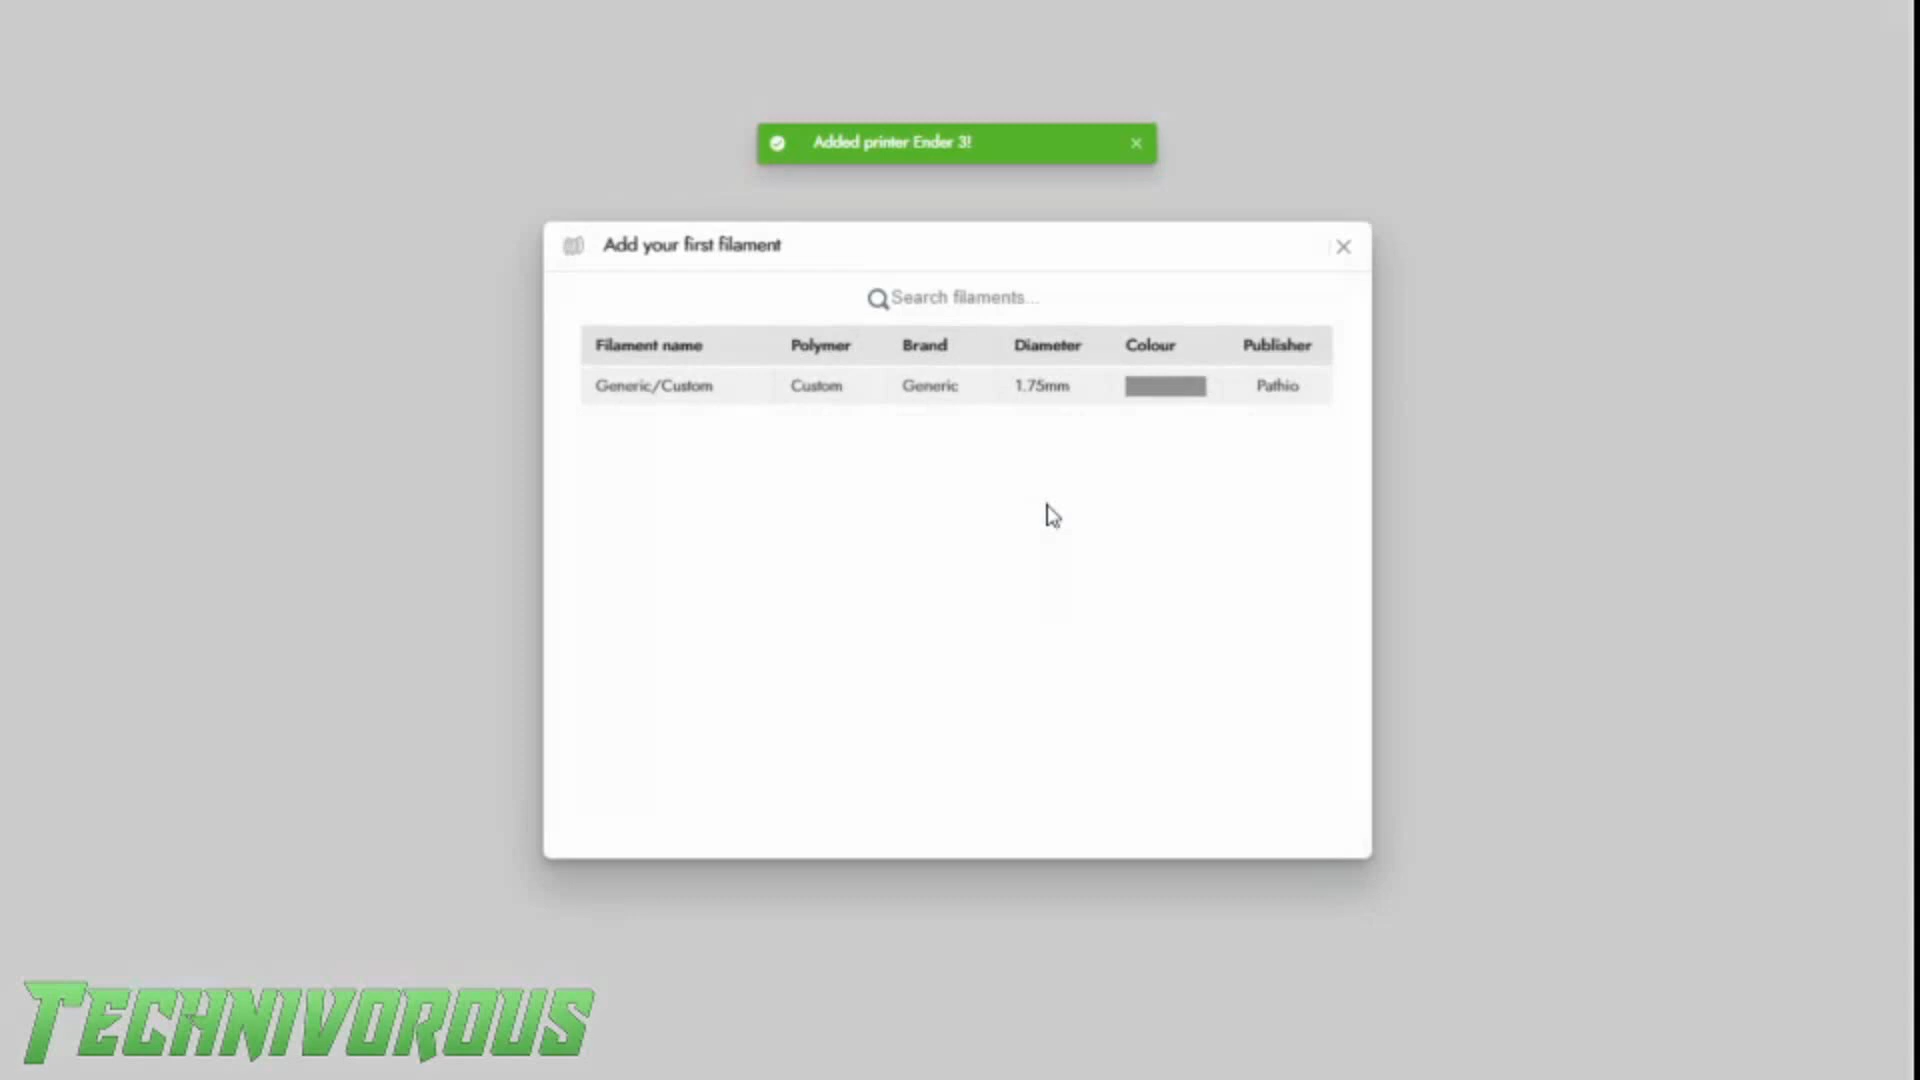 Added printer Ender 3!
Add your first filament
Search filaments...
Filament name Polymer Brand Diameter Colour Publisher
Generic/Custom Custom Generic 1.75mm Pathio
TECHNIVOROUS